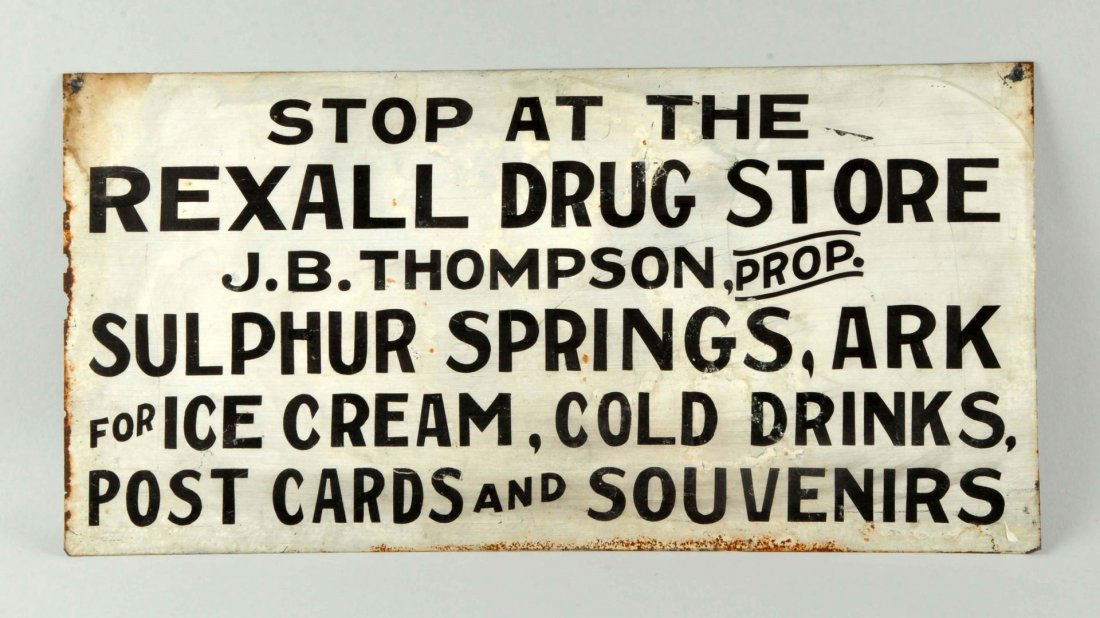 STOP AT THE
REXALL DRUG STORE
J.B. THOMPSON, PROP.
SULPHUR SPRINGS, ARK
FOR ICE CREAM, COLD DRINKS,
POST CARDS AND SOUVENIRS